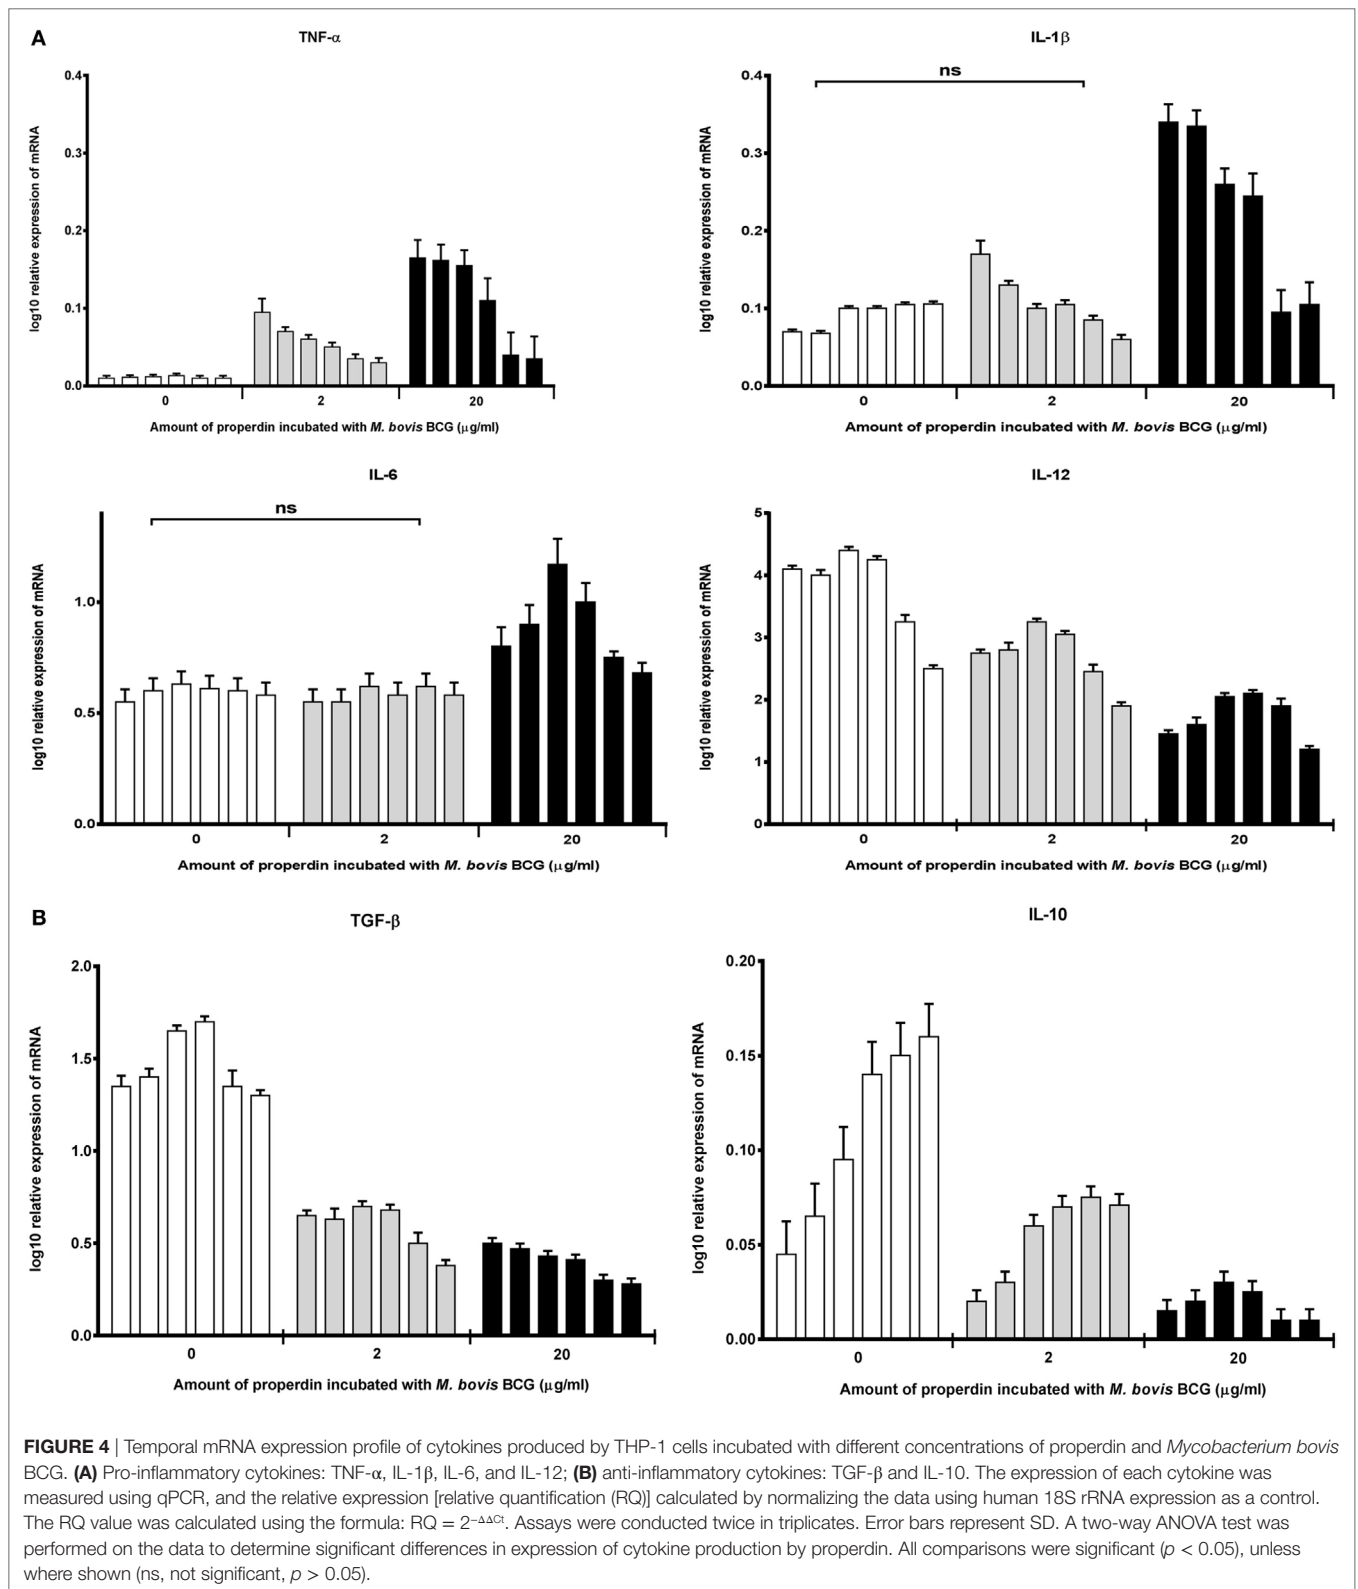 A
TNF-α
0.4
0.3
0.2
0.1
0.0
log10 relative expression of mRNA
0
2
20
Amount of properdin incubated with M. bovis BCG (μg/ml)
IL-1β
ns
0.4
0.3
0.2
0.1
0.0
log10 relative expression of mRNA
0
2
20
Amount of properdin incubated with M. bovis BCG (μg/ml)
IL-6
ns
1.0
0.5
0.0
log10 relative expression of mRNA
0
2
20
Amount of properdin incubated with M. bovis BCG (μg/ml)
IL-12
5
4
3
2
1
0
log10 relative expression of mRNA
0
2
20
Amount of properdin incubated with M. bovis BCG (μg/ml)
B
TGF-β
2.0
1.5
1.0
0.5
0.0
log10 relative expression of mRNA
0
2
20
Amount of properdin incubated with M. bovis BCG (μg/ml)
IL-10
0.20
0.15
0.10
0.05
0.00
log10 relative expression of mRNA
0
2
20
Amount of properdin incubated with M. bovis BCG (μg/ml)
FIGURE 4 | Temporal mRNA expression profile of cytokines produced by THP-1 cells incubated with different concentrations of properdin and Mycobacterium bovis
BCG. (A) Pro-inflammatory cytokines: TNF-α, IL-1β, IL-6, and IL-12; (B) anti-inflammatory cytokines: TGF-β and IL-10. The expression of each cytokine was
measured using qPCR, and the relative expression [relative quantification (RQ)] calculated by normalizing the data using human 18S rRNA expression as a control.
The RQ value was calculated using the formula: RQ = 2−ΔΔCt. Assays were conducted twice in triplicates. Error bars represent SD. A two-way ANOVA test was
performed on the data to determine significant differences in expression of cytokine production by properdin. All comparisons were significant (p < 0.05), unless
where shown (ns, not significant, p > 0.05).